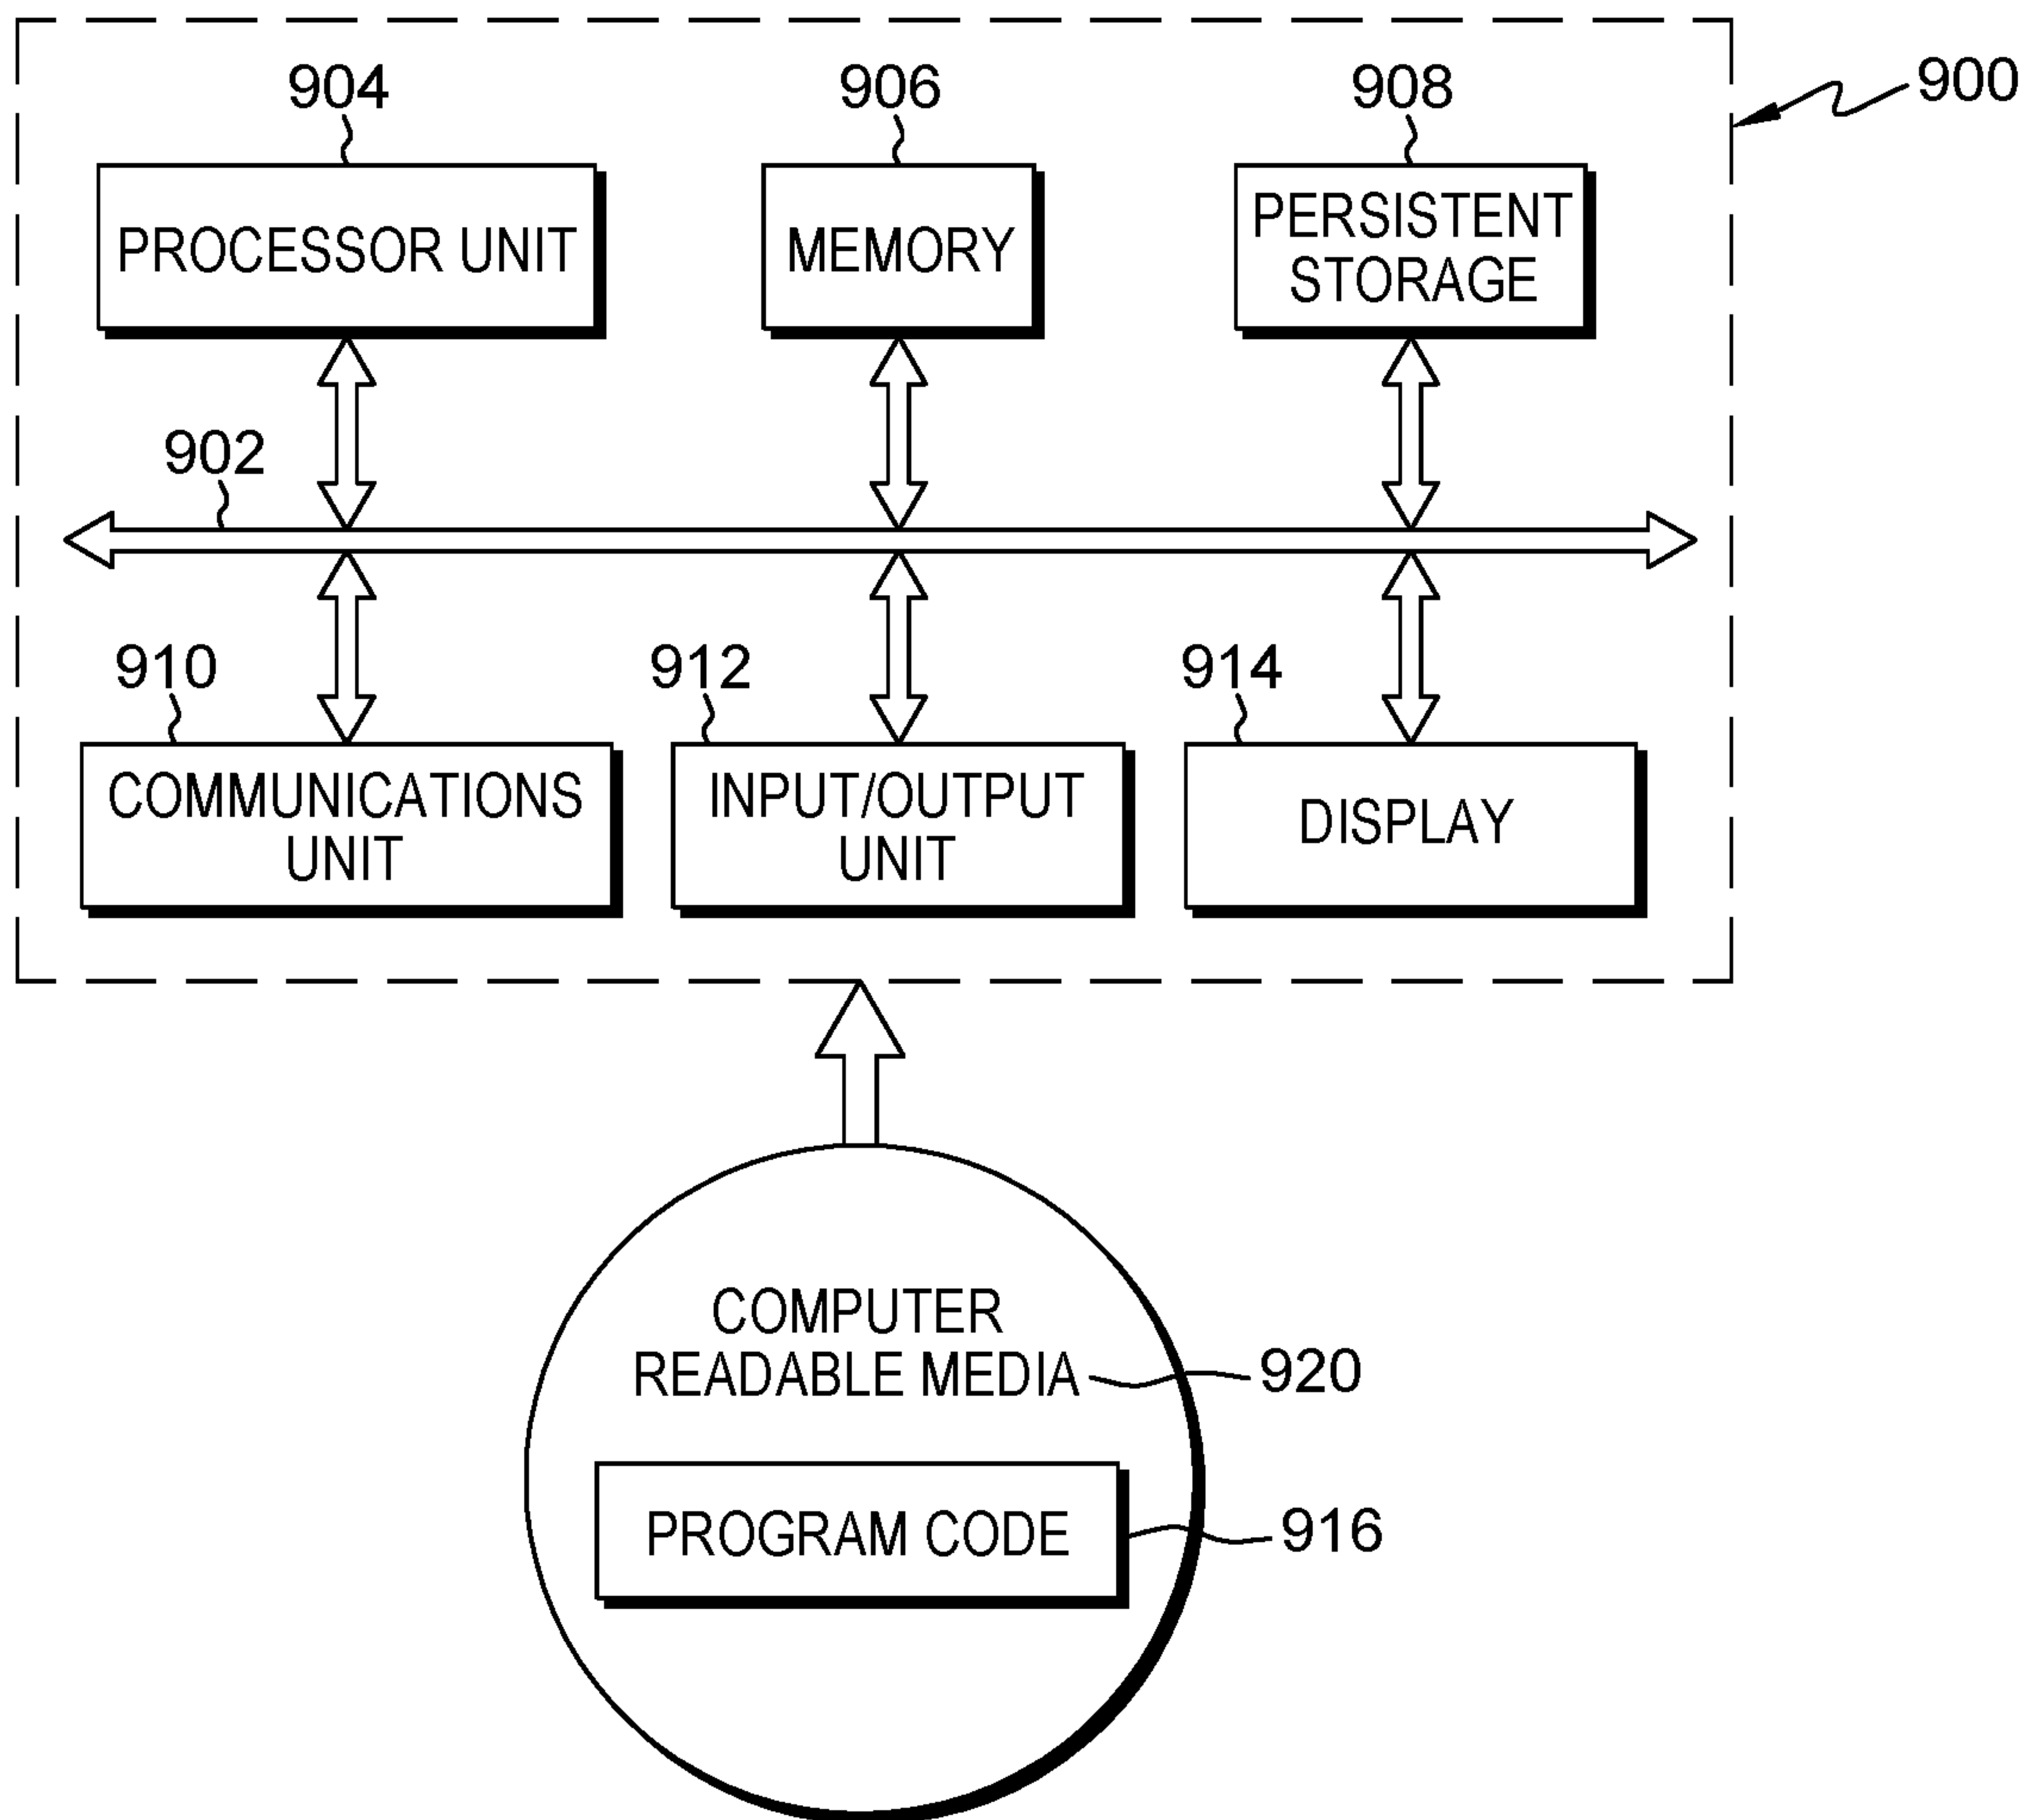 904
906
908
900
PROCESSOR UNIT
MEMORY
PERSISTENT
STORAGE
902
910
912
914
COMMUNICATIONS
UNIT
INPUT/OUTPUT
UNIT
DISPLAY
COMPUTER
READABLE MEDIA
920
PROGRAM CODE
916